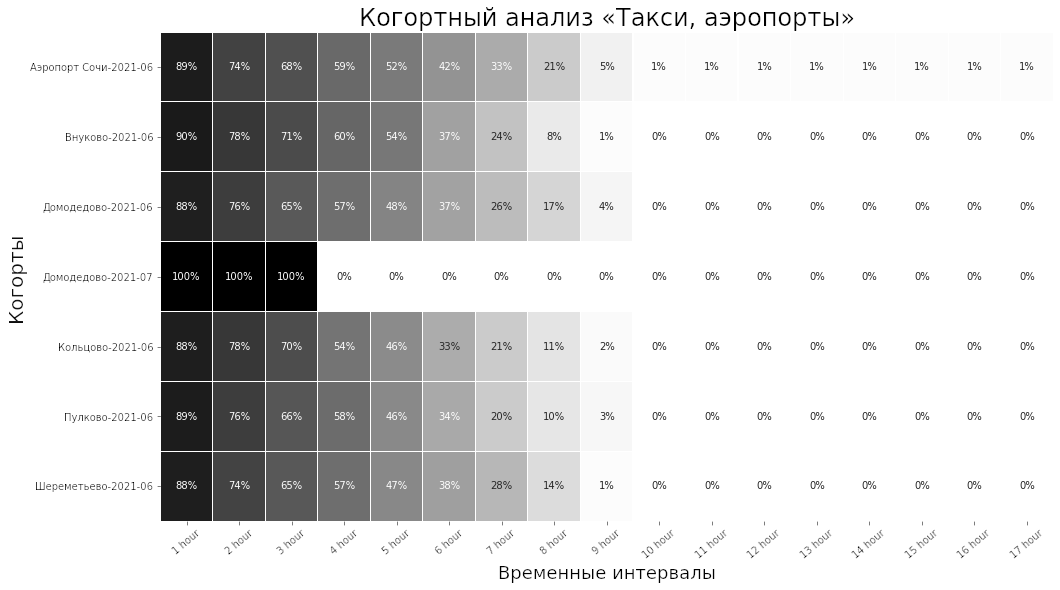 Когортный анализ «Такси, аэропорты»
Когорты
Аэропорт Сочи-2021-06 89% 74% 68% 59% 52% 42% 33% 21% 5% 1% 1% 1% 1% 1% 1% 1% 1%
Внуково-2021-06 90% 78% 71% 60% 54% 37% 24% 8% 1% 0% 0% 0% 0% 0% 0% 0% 0%
Домодедово-2021-06 88% 76% 65% 57% 48% 37% 26% 17% 4% 0% 0% 0% 0% 0% 0% 0% 0%
Домодедово-2021-07 100% 100% 100% 0% 0% 0% 0% 0% 0% 0% 0% 0% 0% 0% 0% 0% 0%
Кольцово-2021-06 88% 78% 70% 54% 46% 33% 21% 11% 2% 0% 0% 0% 0% 0% 0% 0% 0%
Пулково-2021-06 89% 76% 66% 58% 46% 34% 20% 10% 3% 0% 0% 0% 0% 0% 0% 0% 0%
Шереметьево-2021-06 88% 74% 65% 57% 47% 38% 28% 14% 1% 0% 0% 0% 0% 0% 0% 0% 0%
1 hour 2 hour 3 hour 4 hour 5 hour 6 hour 7 hour 8 hour 9 hour 10 hour 11 hour 12 hour 13 hour 14 hour 15 hour 16 hour 17 hour
Временные интервалы